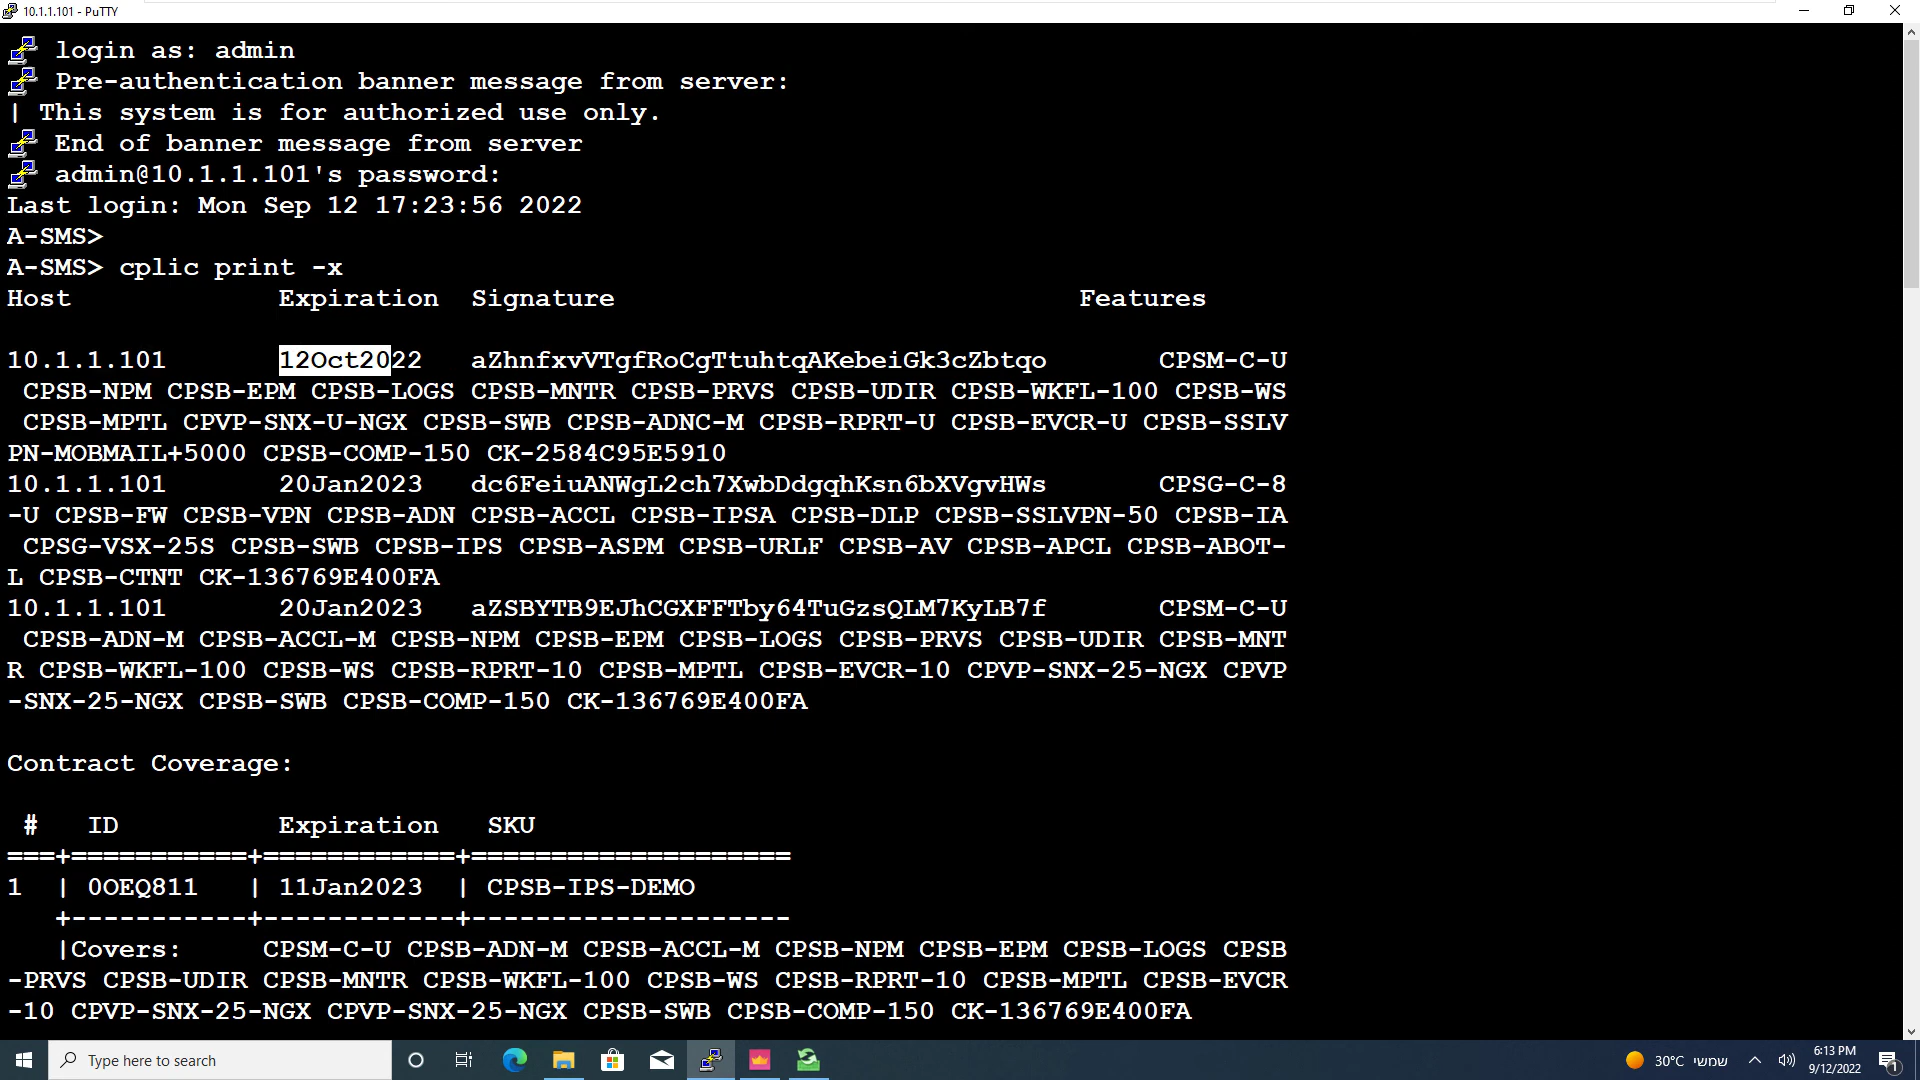 10.1.1.101 - PuTTY
login as: admin
Pre-authentication banner message from server:
| This system is for authorized use only.
End of banner message from server
admin@10.1.1.101's password:
Last login: Mon Sep 12 17:23:56 2022
A-SMS>
A-SMS> cplic print -x
Host Expiration Signature Features
10.1.1.101 12Oct2022 aZhnfxvVTgfRoCgTtuhtqAKebeiGk3cZbtqo CPSM-C-U
CPSB-NPM CPSB-EPM CPSB-LOGS CPSB-MNTR CPSB-PRVS CPSB-UDIR CPSB-WKFL-100 CPSB-WS
CPSB-MPTL CPVP-SNX-U-NGX CPSB-SWB CPSB-ADNC-M CPSB-RPRT-U CPSB-EVCR-U CPSB-SSLV
PN-MOBMAIL+5000 CPSB-COMP-150 CK-2584C95E5910
10.1.1.101 20Jan2023 dc6FeiuANWgL2ch7XwbDdgqhKsn6bXVgvHWs CPSG-C-8
-U CPSB-FW CPSB-VPN CPSB-ADN CPSB-ACCL CPSB-IPSA CPSB-DLP CPSB-SSLVPN-50 CPSB-IA
CPSG-VSX-25S CPSB-SWB CPSB-IPS CPSB-ASPM CPSB-URLF CPSB-AV CPSB-APCL CPSB-ABOT-
L CPSB-CTNT CK-136769E400FA
10.1.1.101 20Jan2023 aZSBYTB9EJhCGXFFTby64TuGzsQLM7KyLB7f CPSM-C-U
CPSB-ADN-M CPSB-ACCL-M CPSB-NPM CPSB-EPM CPSB-LOGS CPSB-PRVS CPSB-UDIR CPSB-MNT
R CPSB-WKFL-100 CPSB-WS CPSB-RPRT-10 CPSB-MPTL CPSB-EVCR-10 CPVP-SNX-25-NGX CPVP
-SNX-25-NGX CPSB-SWB CPSB-COMP-150 CK-136769E400FA
Contract Coverage:
# ID Expiration SKU
===+===========+============+====================
1 | 0OEQ811 | 11Jan2023 | CPSB-IPS-DEMO
+-----------+------------+--------------------
|Covers: CPSM-C-U CPSB-ADN-M CPSB-ACCL-M CPSB-NPM CPSB-EPM CPSB-LOGS CPSB
-PRVS CPSB-UDIR CPSB-MNTR CPSB-WKFL-100 CPSB-WS CPSB-RPRT-10 CPSB-MPTL CPSB-EVCR
-10 CPVP-SNX-25-NGX CPVP-SNX-25-NGX CPSB-SWB CPSB-COMP-150 CK-136769E400FA
Type here to search
30°C שמשי
6:13 PM
9/12/2022
1